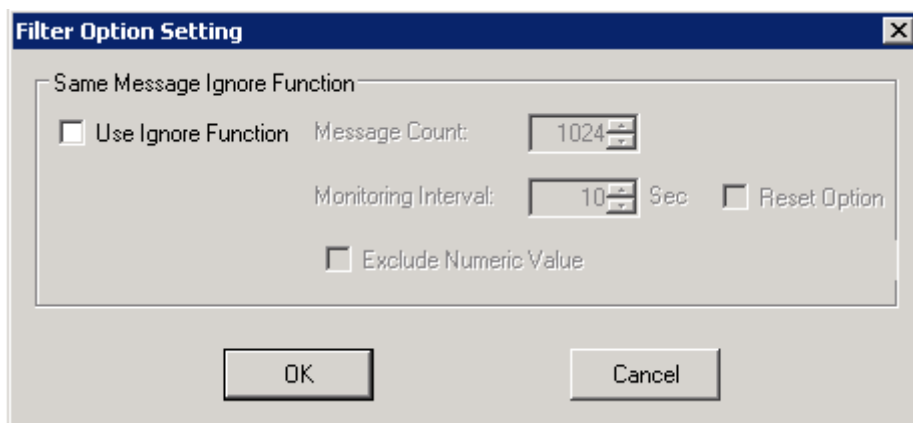 Filter Option Setting
Same Message Ignore Function
Use Ignore Function Message Count: 1024
Monitoring Interval: 10 Sec Reset Option
Exclude Numeric Value
OK Cancel